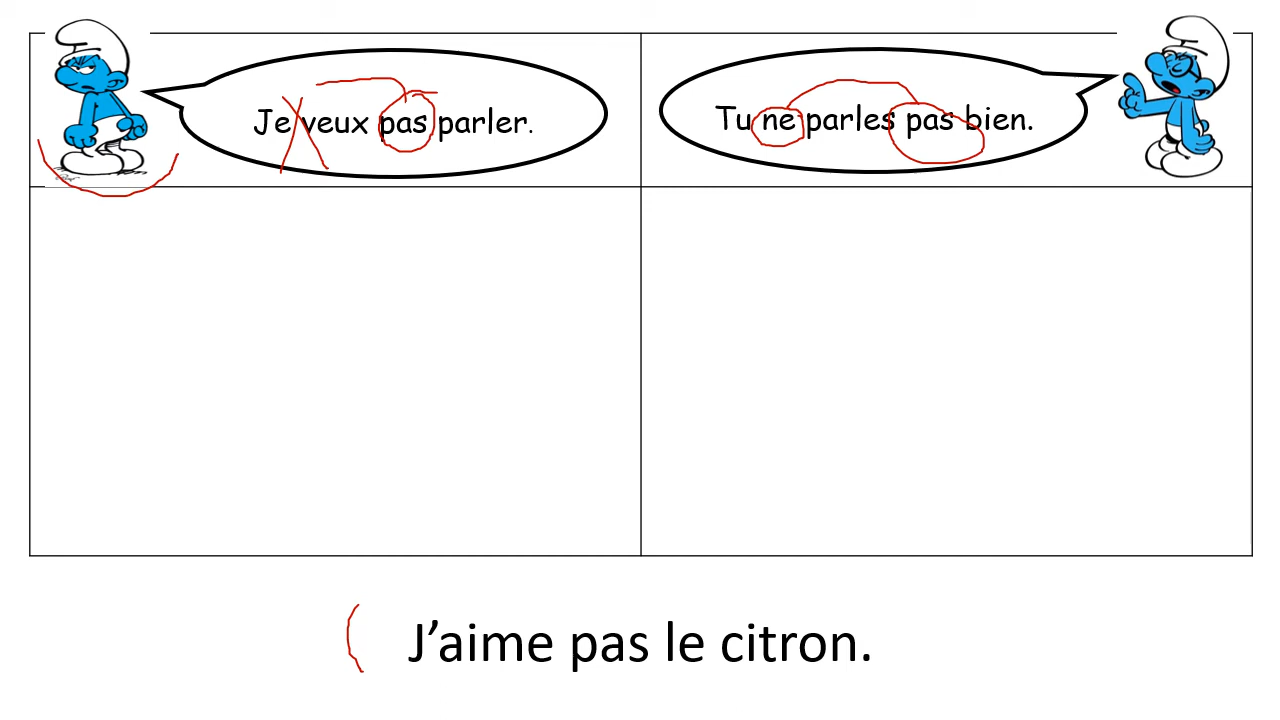 Je veux pas parler.
Tu ne parles pas bien.
J’aime pas le citron.